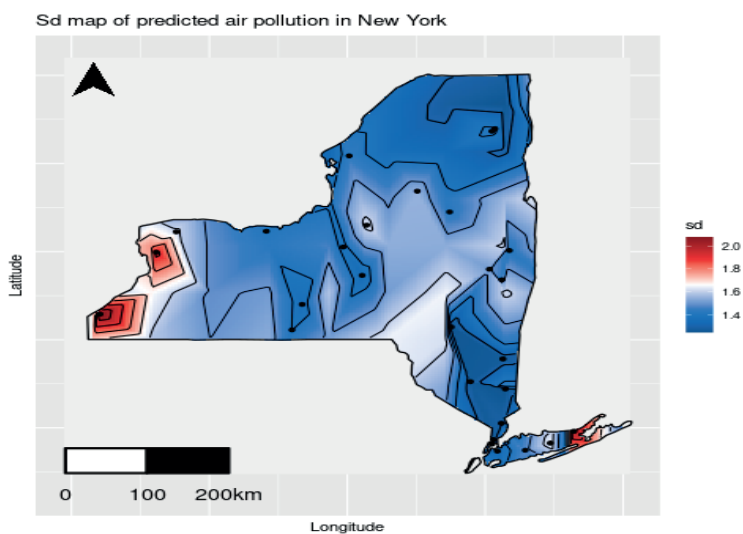 Sd map of predicted air pollution in New York
Latitude
sd
2.0
1.8
1.6
1.4
0 100 200km
Longitude